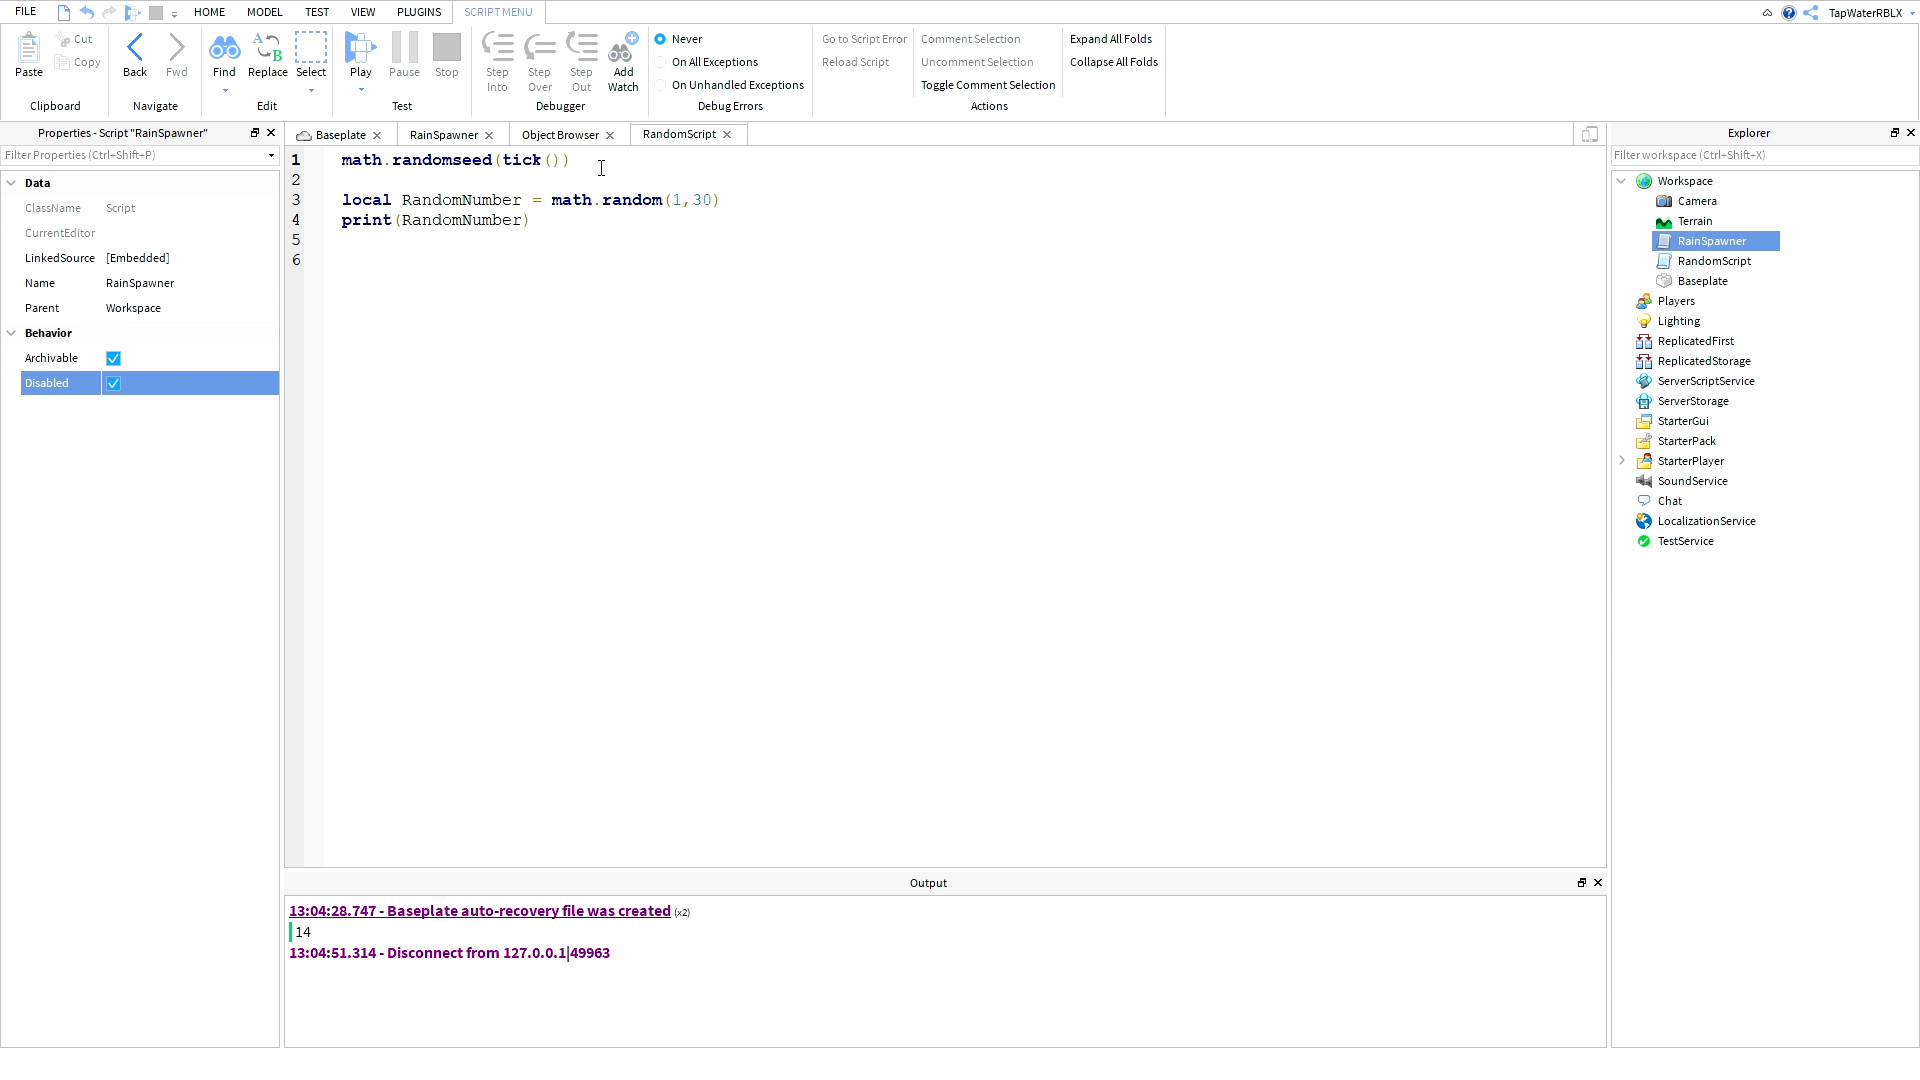 FILE HOME MODEL TEST VIEW PLUGINS SCRIPT MENU TapWaterRBLX
Paste Cut Copy Clipboard
Back Fwd Navigate
Find Replace Select Edit
A B
Play Pause Stop Test
Step Into Step Over Step Out Add Watch Debugger
Never
On All Exceptions
On Unhandled Exceptions
Debug Errors
Go to Script Error
Reload Script
Comment Selection
Uncomment Selection
Toggle Comment Selection
Expand All Folds
Collapse All Folds
Actions
Properties - Script "RainSpawner"
Filter Properties (Ctrl+Shift+P)
Data
ClassName Script
CurrentEditor
LinkedSource [Embedded]
Name RainSpawner
Parent Workspace
Behavior
Archivable
Disabled
Baseplate RainSpawner Object Browser RandomScript
1 math.randomseed(tick())
2
3 local RandomNumber = math.random(1,30)
4 print(RandomNumber)
5
6
Output
13:04:28.747 - Baseplate auto-recovery file was created (x2)
14
13:04:51.314 - Disconnect from 127.0.0.1|49963
Explorer
Filter workspace (Ctrl+Shift+X)
Workspace
Camera
Terrain
RainSpawner
RandomScript
Baseplate
Players
Lighting
ReplicatedFirst
ReplicatedStorage
ServerScriptService
ServerStorage
StarterGui
StarterPack
StarterPlayer
SoundService
Chat
LocalizationService
TestService